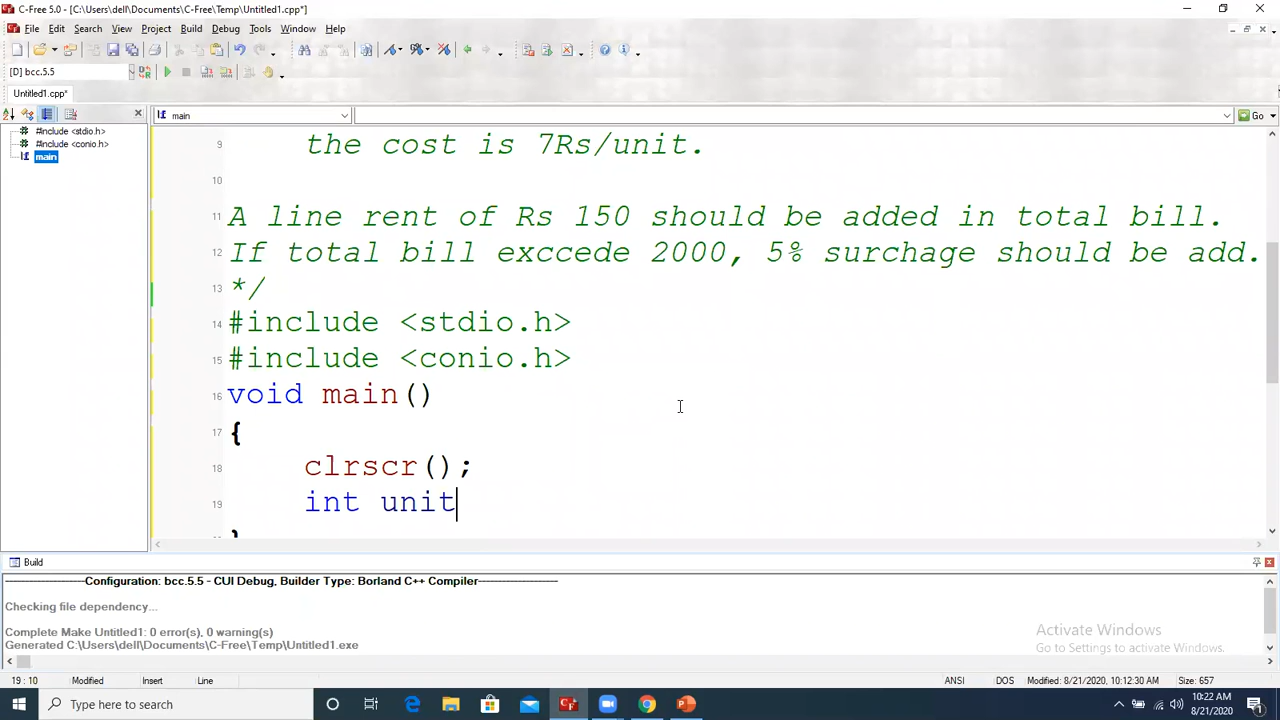 C-Free 5.0 - [C:\Users\dell\Documents\C-Free\Temp\Untitled1.cpp*]
File Edit Search View Project Build Debug Tools Window Help
[D] bcc.5.5
Untitled1.cpp*
main
Go
#include <stdio.h>
#include <conio.h>
main
9 the cost is 7Rs/unit.
10
11 A line rent of Rs 150 should be added in total bill.
12 If total bill exccede 2000, 5% surchage should be add.
13 */
14 #include <stdio.h>
15 #include <conio.h>
16 void main()
17 {
18 clrscr();
19 int unit
Build
Configuration: bcc.5.5 - CUI Debug, Builder Type: Borland C++ Compiler
Checking file dependency...
Complete Make Untitled1: 0 error(s), 0 warning(s)
Generated C:\Users\dell\Documents\C-Free\Temp\Untitled1.exe
Activate Windows
Go to Settings to activate Windows.
19 : 10 Modified Insert Line ANSI DOS Modified: 8/21/2020, 10:12:30 AM Size: 657
Type here to search
10:22 AM
8/21/2020